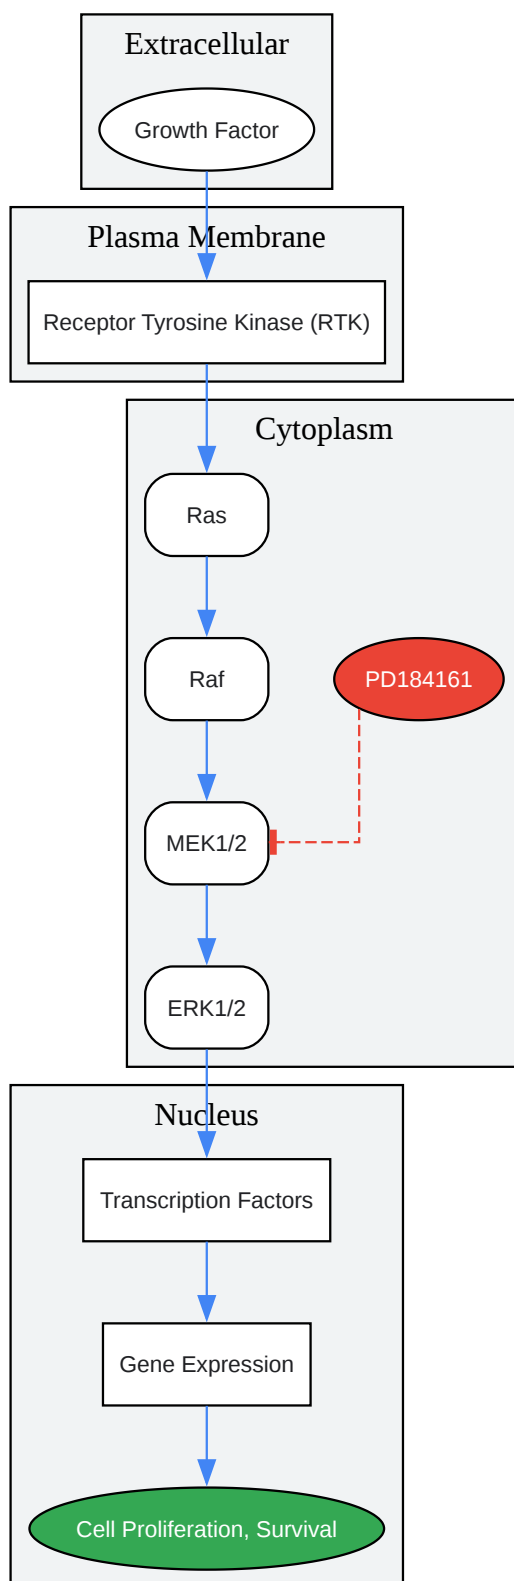 Extracellular
Growth Factor
Plasma Membrane
Receptor Tyrosine Kinase (RTK)
Cytoplasm
Ras
Raf
PD184161
MEK1/2
ERK1/2
Nucleus
Transcription Factors
Gene Expression
Cell Proliferation, Survival